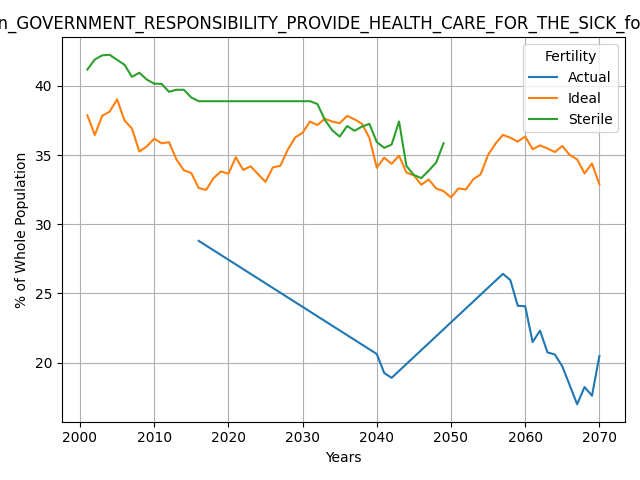 n_GOVERNMENT_RESPONSIBILITY_PROVIDE_HEALTH_CARE_FOR_THE_SICK_fo
% of Whole Population
40
35
30
25
20
Fertility
Actual
Ideal
Sterile
2000 2010 2020 2030 2040 2050 2060 2070
Years